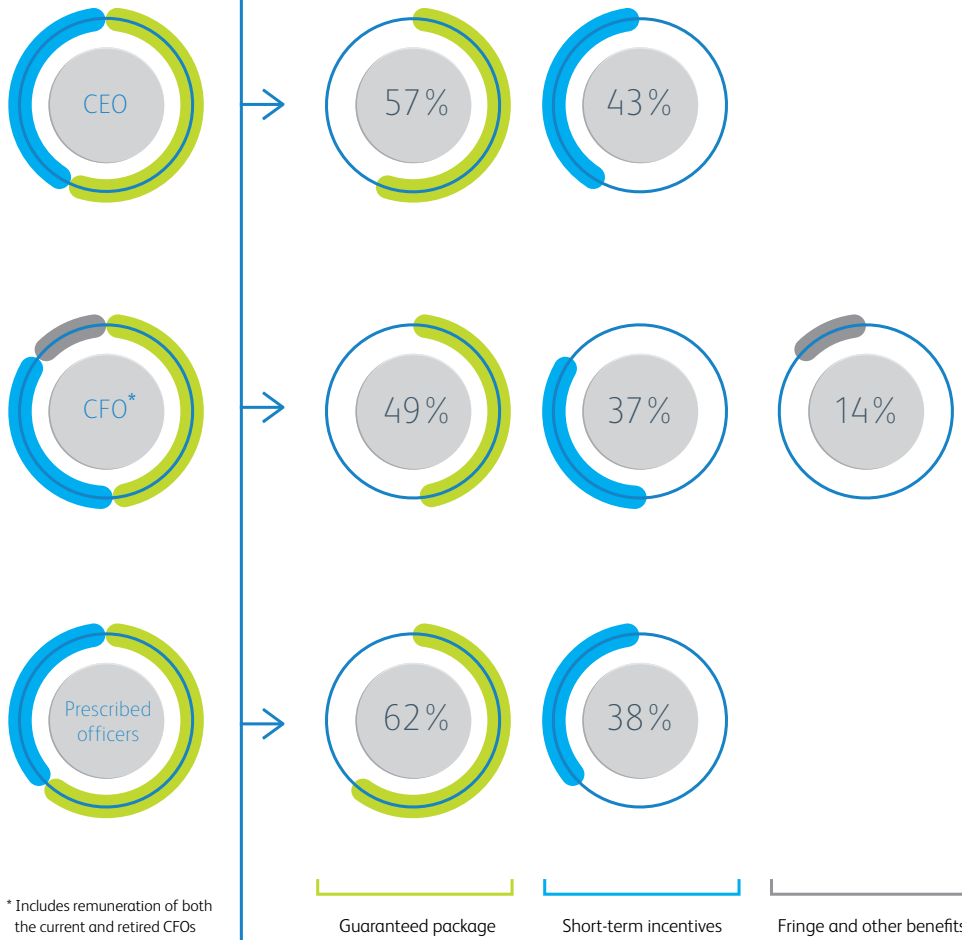 CEO
57%
43%
CFO*
49%
37%
14%
Prescribed
officers
62%
38%
* Includes remuneration of both
the current and retired CFOs
Guaranteed package
Short-term incentives
Fringe and other benefits